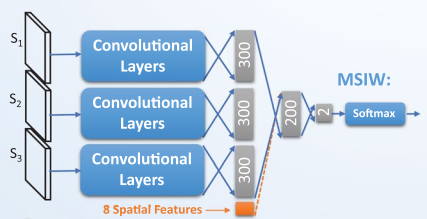 S1
Convolutional
Layers
300
S2
Convolutional
Layers
300
S3
Convolutional
Layers
300
8 Spatial Features
200
2
MSIW:
Softmax